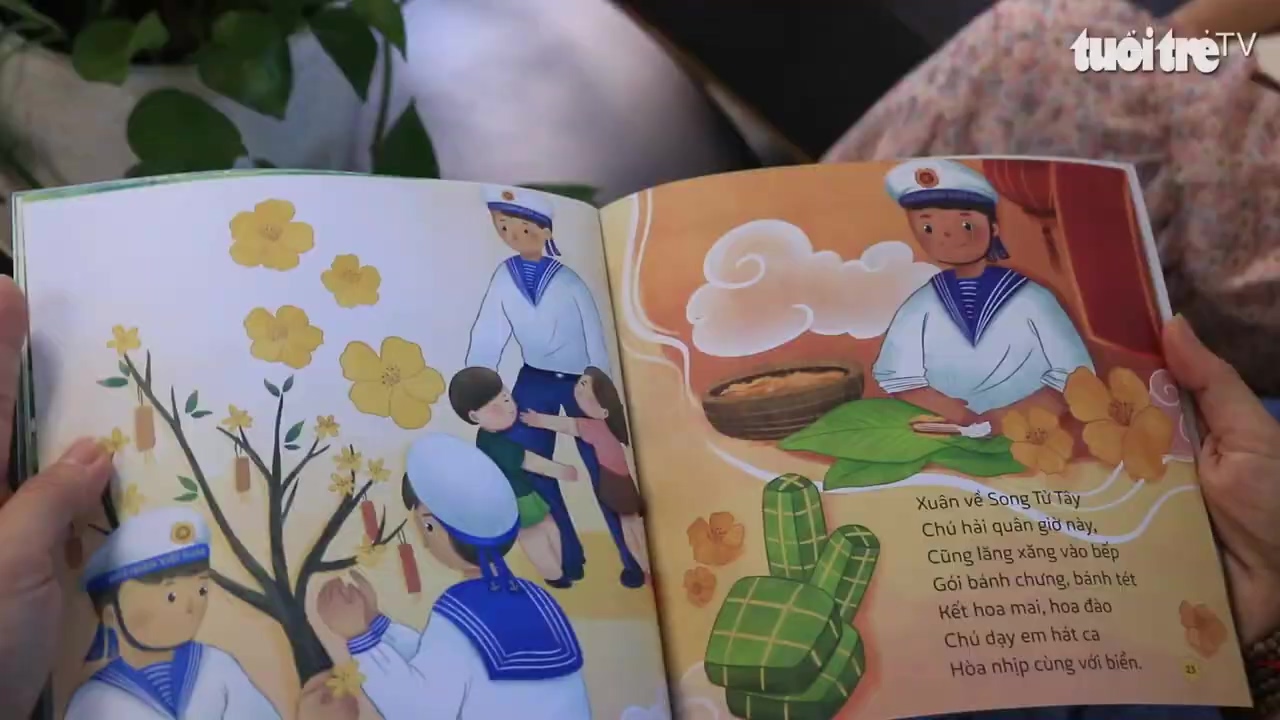 tuổi trẻ TV
Xuân về Song Tử Tây
Chú hải quân giờ này,
Cũng lăng xăng vào bếp
Gói bánh chưng, bánh tét
Kết hoa mai, hoa đào
Chú dạy em hát ca
Hòa nhịp cùng với biển.
23